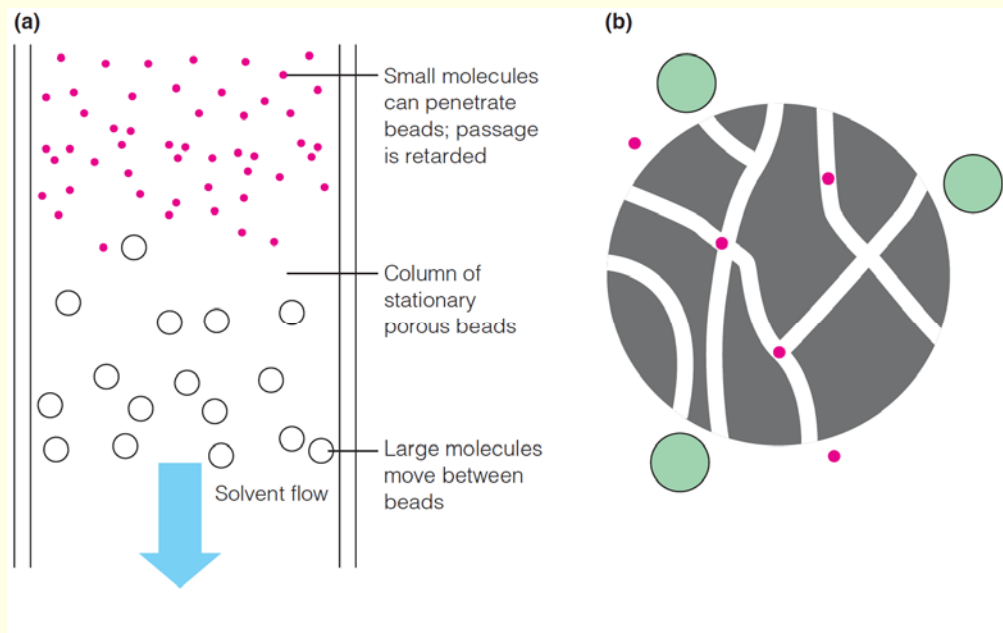 (a)
Small molecules
can penetrate
beads; passage
is retarded
Column of
stationary
porous beads
Large molecules
move between
beads
Solvent flow
(b)